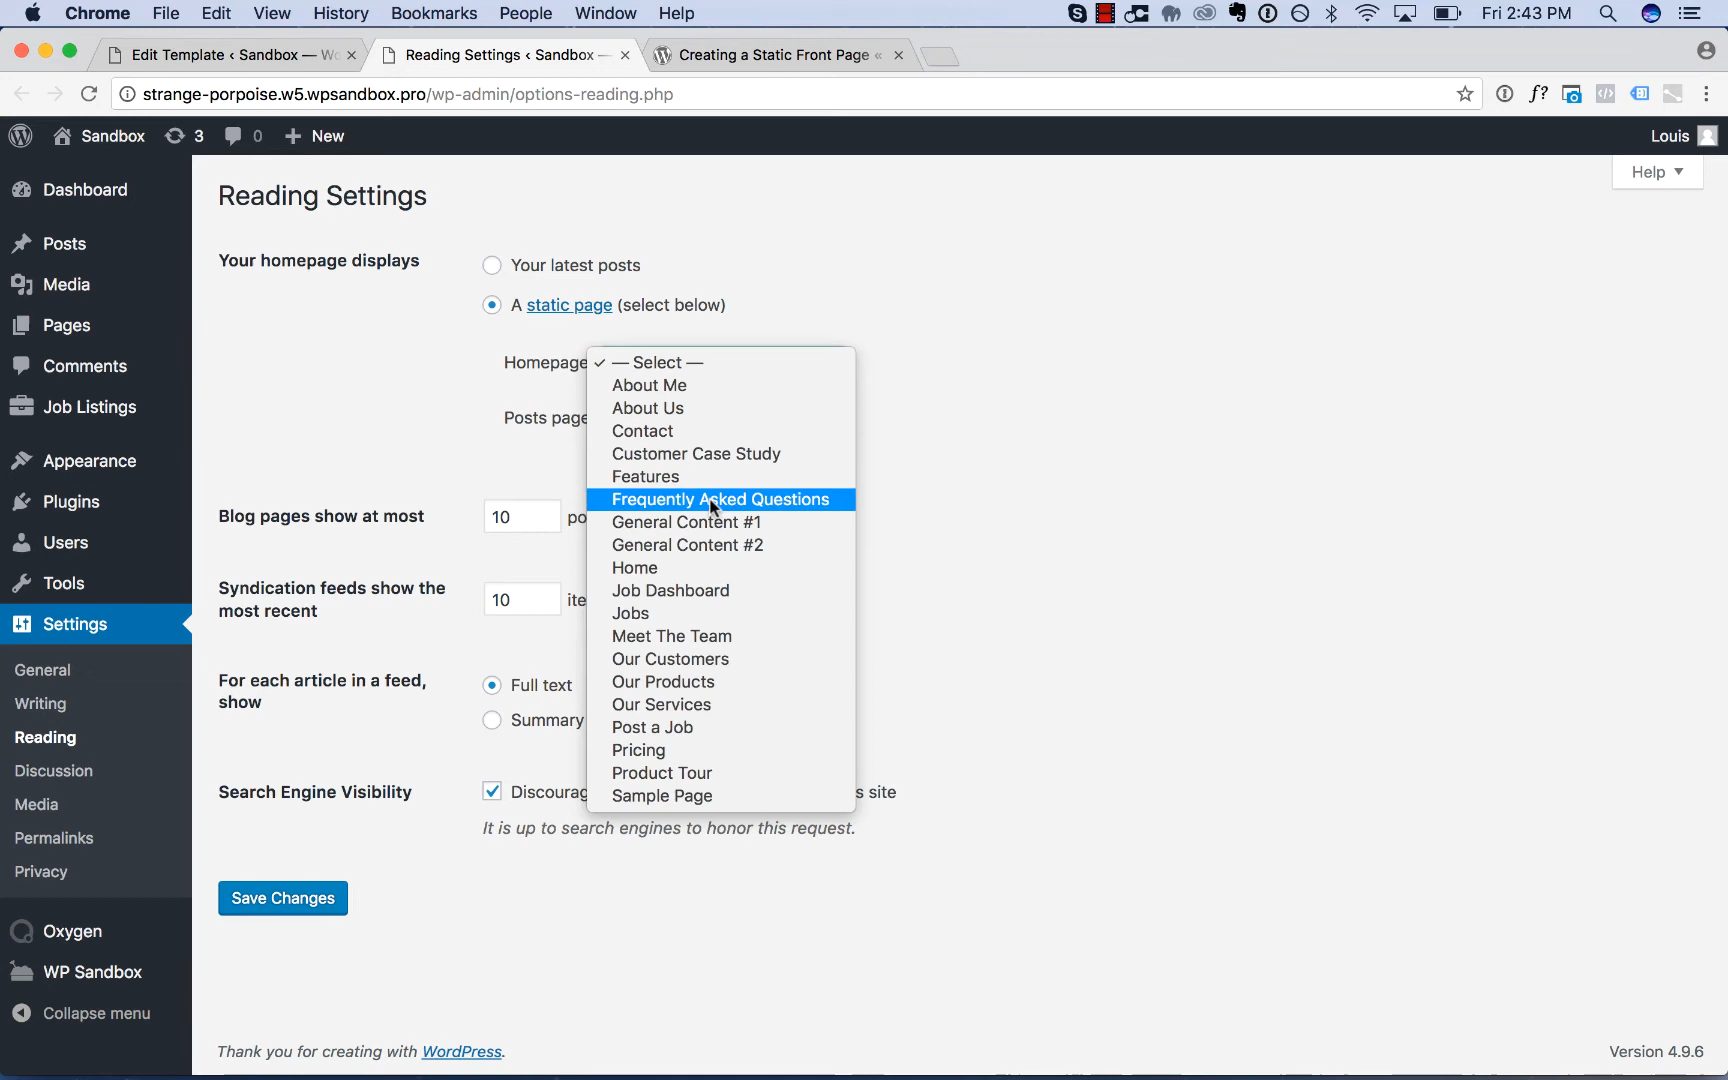 Chrome File Edit View History Bookmarks People Window Help Fri 2:43 PM
Edit Template ‹ Sandbox — Wo Reading Settings ‹ Sandbox — Creating a Static Front Page «
strange-porpoise.w5.wpsandbox.pro/wp-admin/options-reading.php f?
Sandbox 3 0 New Louis
Help
Dashboard
Posts
Media
Pages
Comments
Job Listings
Appearance
Plugins
Users
Tools
Settings
General
Writing
Reading
Discussion
Media
Permalinks
Privacy
Oxygen
WP Sandbox
Collapse menu
Reading Settings
Your homepage displays
Your latest posts
A static page (select below)
Homepage
✓ — Select —
About Me
About Us
Contact
Customer Case Study
Features
Frequently Asked Questions
General Content #1
General Content #2
Home
Job Dashboard
Jobs
Meet The Team
Our Customers
Our Products
Our Services
Post a Job
Pricing
Product Tour
Sample Page
Posts page
Blog pages show at most
10 po
Syndication feeds show the
most recent
10 ite
For each article in a feed,
show
Full text
Summary
Search Engine Visibility
Discourag s site
It is up to search engines to honor this request.
Save Changes
Thank you for creating with WordPress.
Version 4.9.6